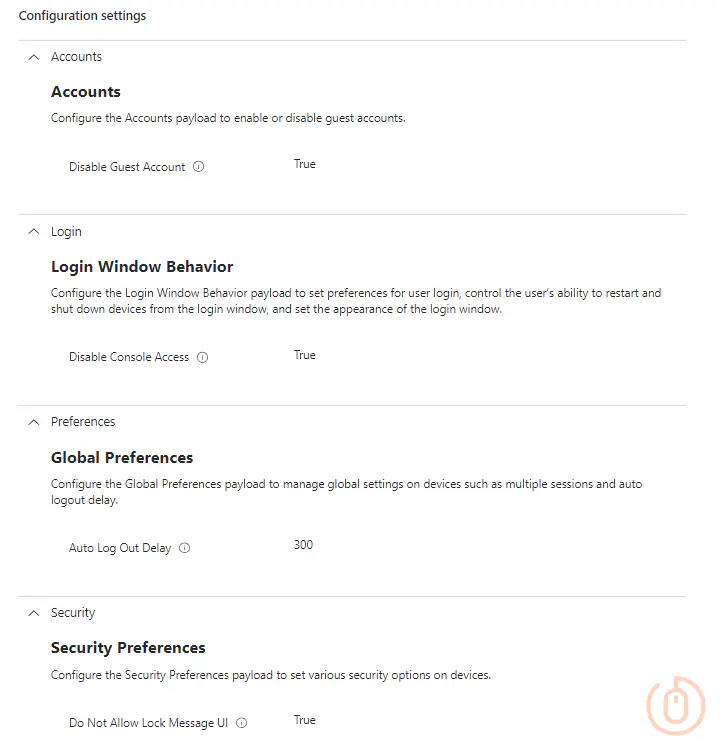 Configuration settings
Accounts
Accounts
Configure the Accounts payload to enable or disable guest accounts.
Disable Guest Account True
Login
Login Window Behavior
Configure the Login Window Behavior payload to set preferences for user login, control the user's ability to restart and
shut down devices from the login window, and set the appearance of the login window.
Disable Console Access True
Preferences
Global Preferences
Configure the Global Preferences payload to manage global settings on devices such as multiple sessions and auto
logout delay.
Auto Log Out Delay 300
Security
Security Preferences
Configure the Security Preferences payload to set various security options on devices.
Do Not Allow Lock Message UI True